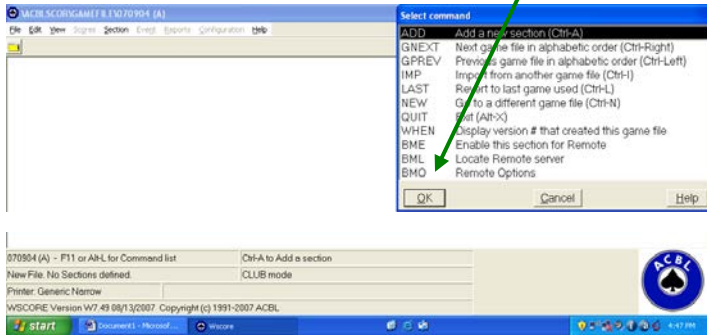 \ACBLSCOR\GAMEFILE\070904 (A)
File Edit View Scores Section Event Reports Configuration Help
Select command
ADD Add a new section (Ctrl-A)
GNEXT Next game file in alphabetic order (Ctrl-Right)
GPREV Previous game file in alphabetic order (Ctrl-Left)
IMP Import from another game file (Ctrl-I)
LAST Revert to last game used (Ctrl-L)
NEW Go to a different game file (Ctrl-N)
QUIT Exit (Alt-X)
WHEN Display version # that created this game file
BME Enable this section for Remote
BML Locate Remote server
BMO Remote Options
OK Cancel Help
070904 (A) - F11 or Alt-L for Command list Ctrl-A to Add a section
New File. No Sections defined. CLUB mode
Printer: Generic Narrow
WSCORE Version W7.49 08/13/2007 Copyright (c) 1991-2007 ACBL
ACBL
start Document1 - Microsof... Wscore 4:47 PM